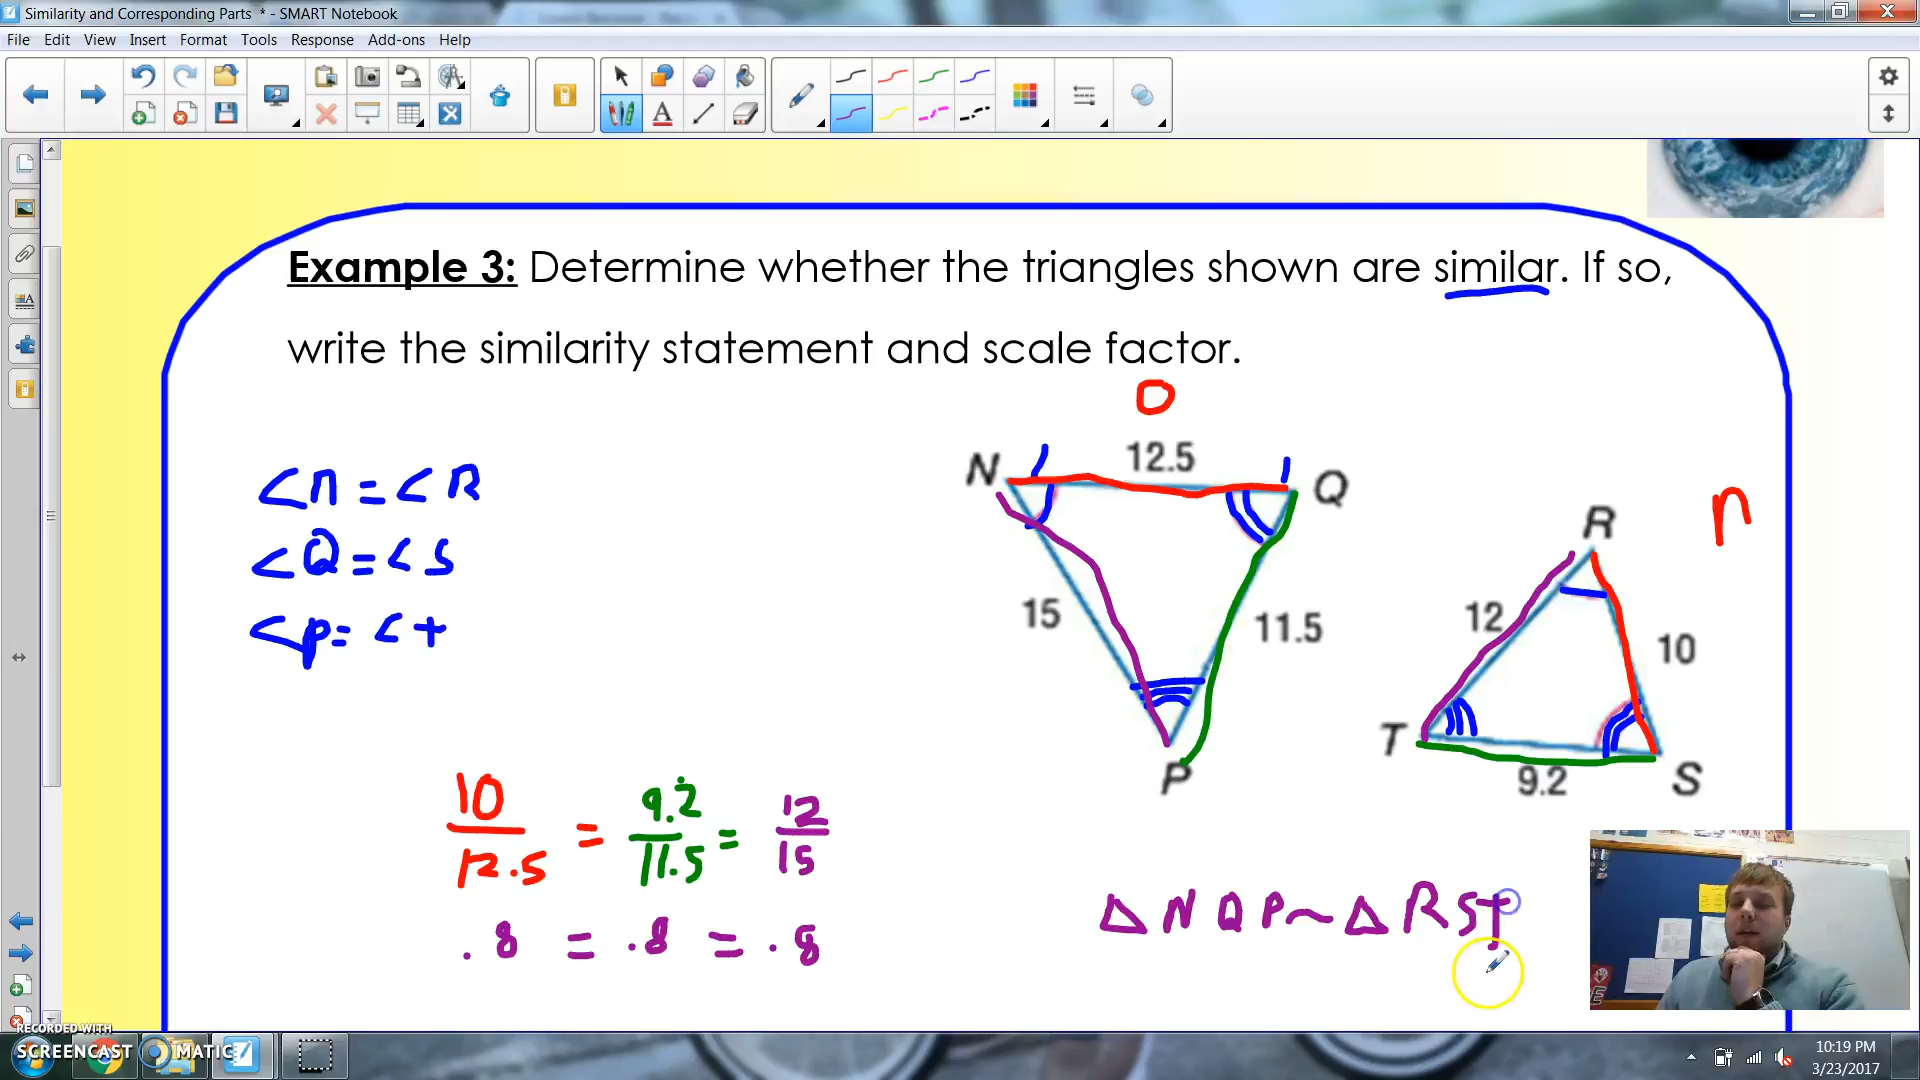 Similarity and Corresponding Parts * - SMART Notebook
File Edit View Insert Format Tools Response Add-ons Help
Example 3: Determine whether the triangles shown are similar. If so,
write the similarity statement and scale factor.
O
N 12.5 Q
n
R
∠n = ∠R
∠Q = ∠S
∠p = ∠t
15 11.5
12 10
T 9.2 S
P
10/12.5 = 9.2/11.5 = 12/15
.8 = .8 = .8
△NQP ~ △RST
RECORDED WITH
SCREENCAST MATIC
10:19 PM
3/23/2017